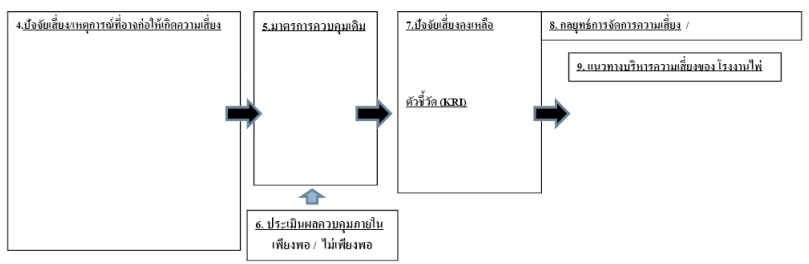 4.ปัจจัยเสี่ยง/เหตุการณ์ที่อาจก่อให้เกิดความเสี่ยง
5.มาตรการควบคุมเดิม
6. ประเมินผลควบคุมภายใน
เพียงพอ / ไม่เพียงพอ
7.ปัจจัยเสี่ยงคงเหลือ
ตัวชี้วัด (KRI)
8. กลยุทธ์การจัดการความเสี่ยง /
9. แนวทางบริหารความเสี่ยงของ โรงงานไพ่